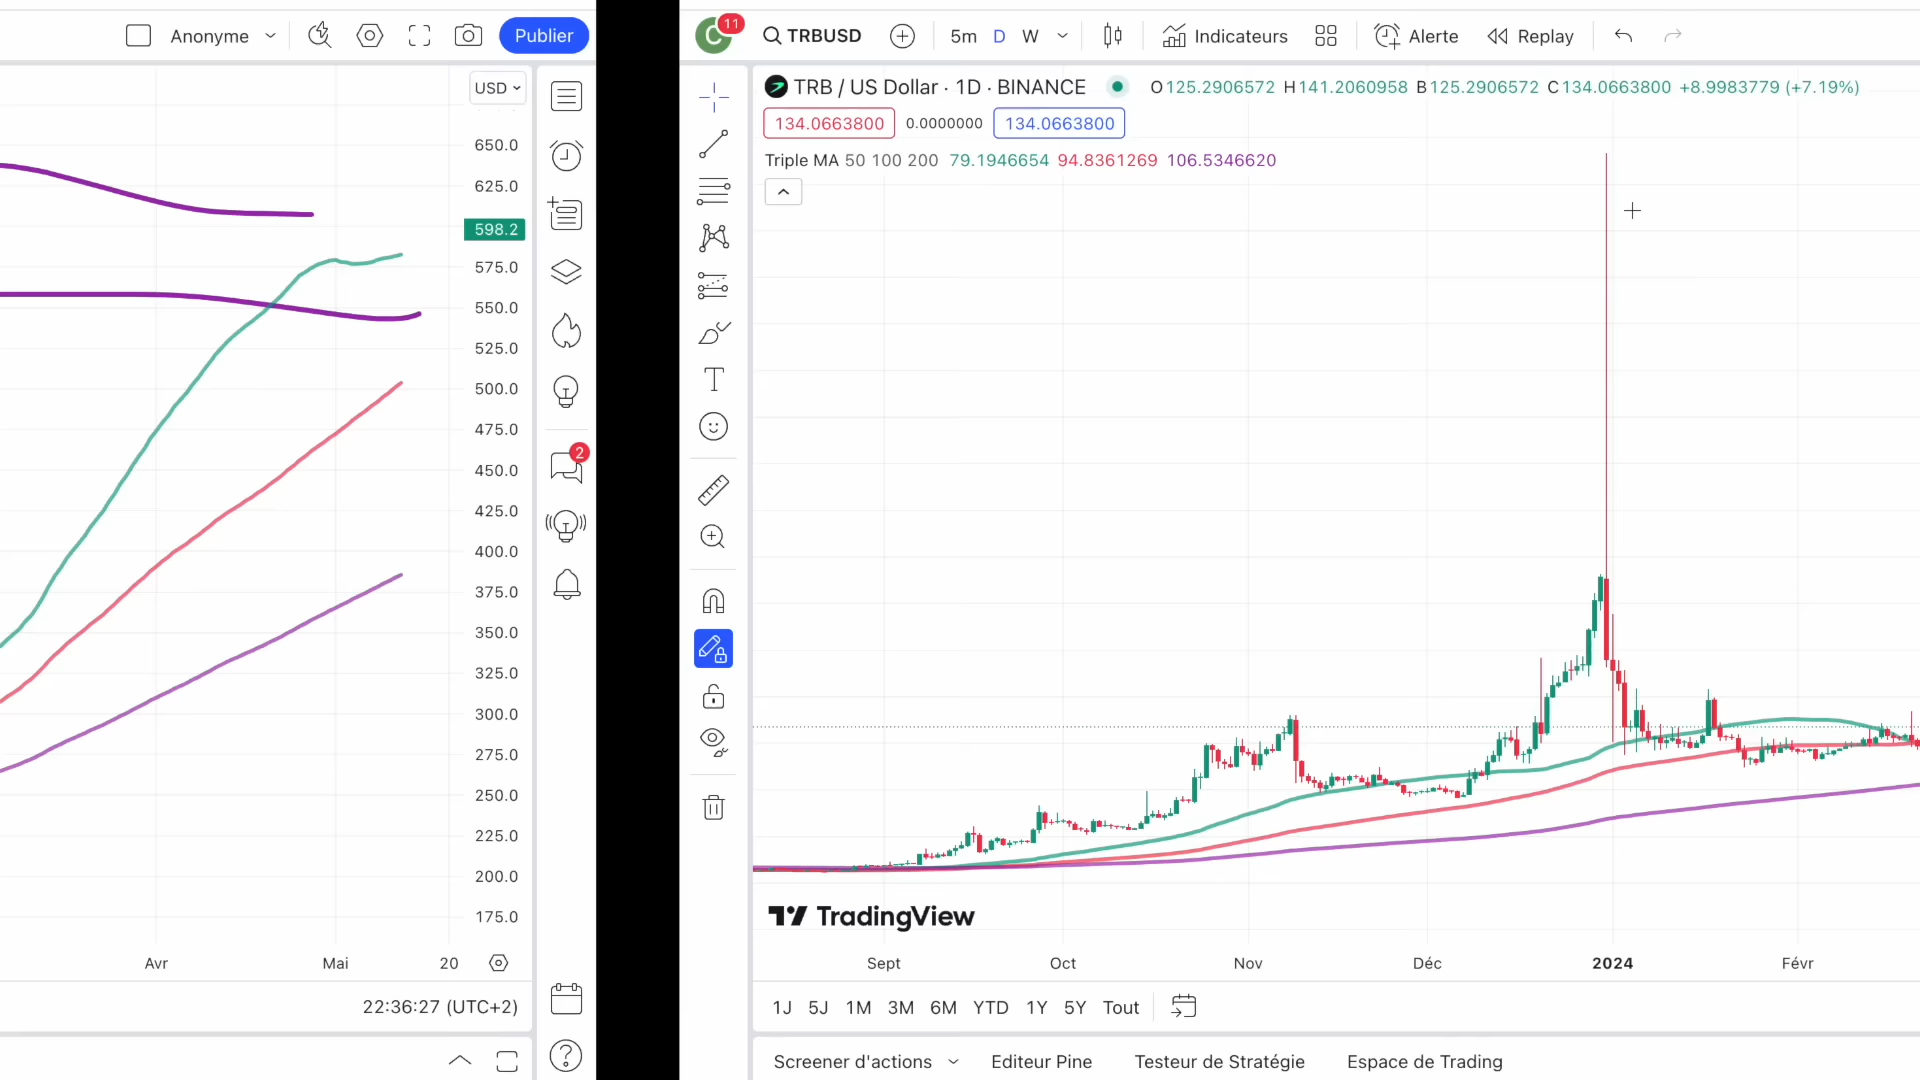 Anonyme
Publier
USD
650.0
625.0
598.2
575.0
550.0
525.0
500.0
475.0
450.0
425.0
400.0
375.0
350.0
325.0
300.0
275.0
250.0
225.0
200.0
175.0
Avr Mai 20
22:36:27 (UTC+2)
2
C 11 TRBUSD 5m D W Indicateurs Alerte Replay
TRB / US Dollar · 1D · BINANCE O125.2906572 H141.2060958 B125.2906572 C134.0663800 +8.9983779 (+7.19%)
134.0663800 0.0000000 134.0663800
Triple MA 50 100 200 79.1946654 94.8361269 106.5346620
TradingView
Sept Oct Nov Déc 2024 Févr
1J 5J 1M 3M 6M YTD 1Y 5Y Tout
Screener d'actions Editeur Pine Testeur de Stratégie Espace de Trading